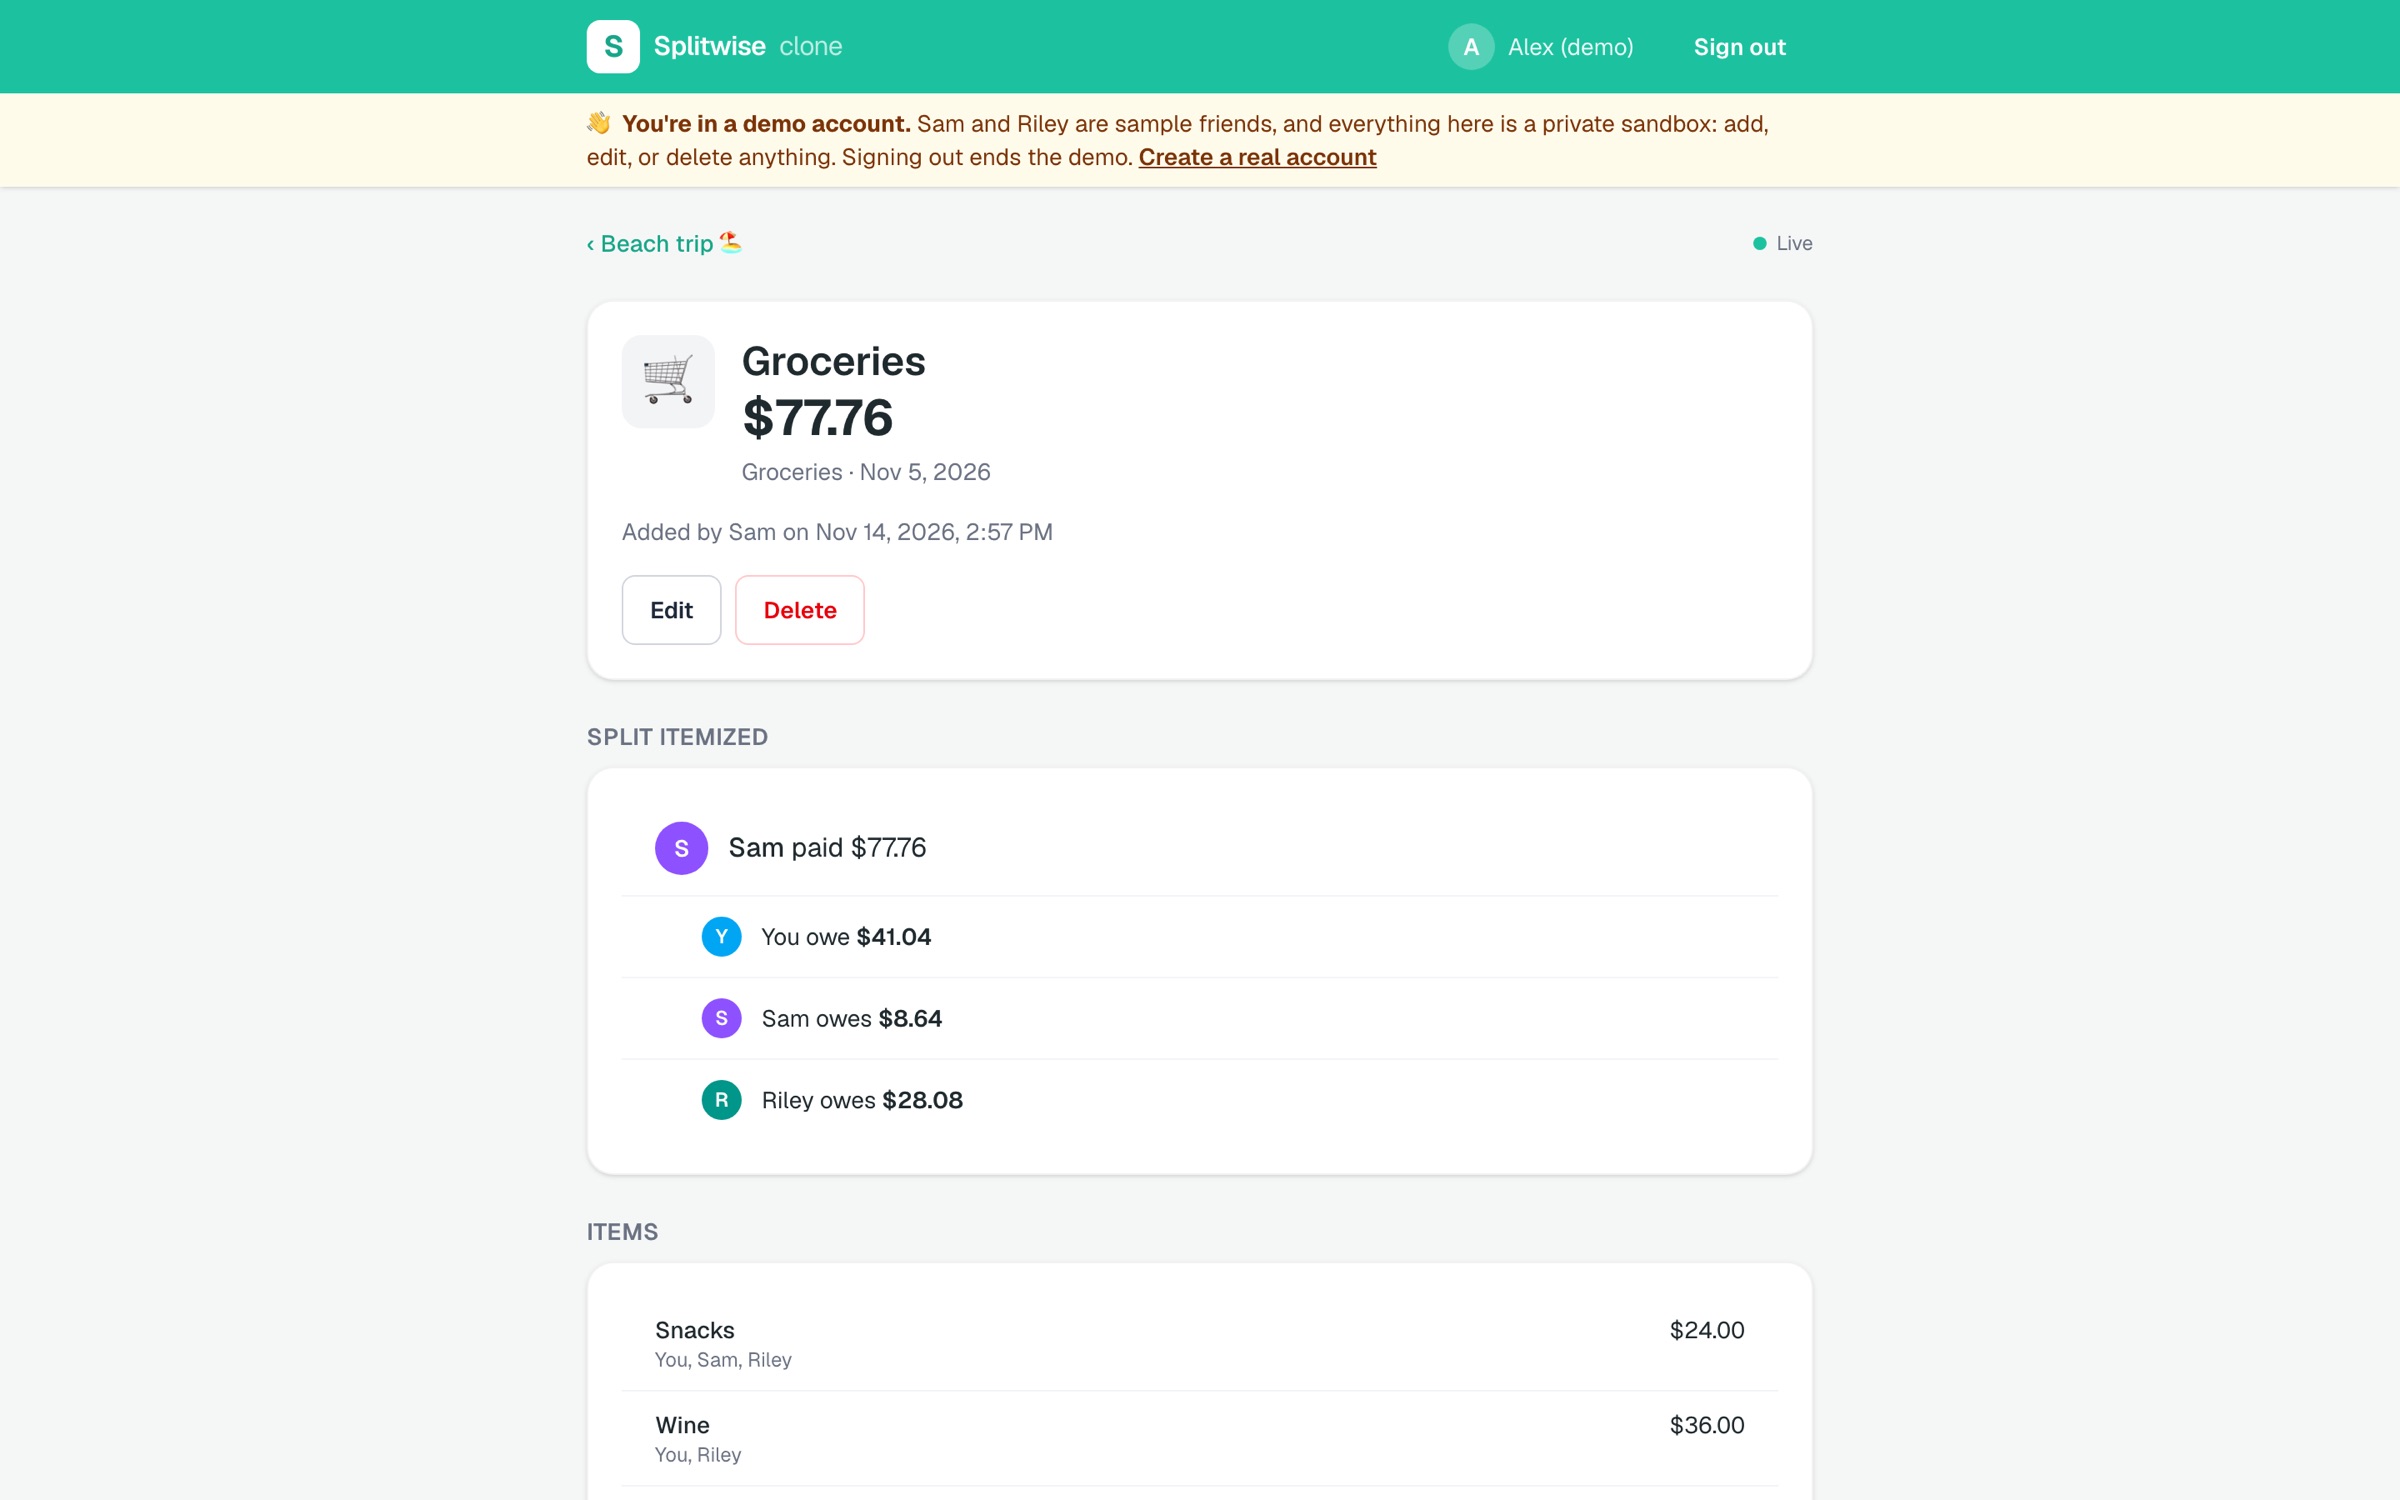 S Splitwise clone
A Alex (demo) Sign out
👋 You're in a demo account. Sam and Riley are sample friends, and everything here is a private sandbox: add,
edit, or delete anything. Signing out ends the demo. Create a real account
‹ Beach trip 🏖️
Live
Groceries
$77.76
Groceries · Nov 5, 2026
Added by Sam on Nov 14, 2026, 2:57 PM
Edit Delete
SPLIT ITEMIZED
S Sam paid $77.76
Y You owe $41.04
S Sam owes $8.64
R Riley owes $28.08
ITEMS
Snacks $24.00
You, Sam, Riley
Wine $36.00
You, Riley